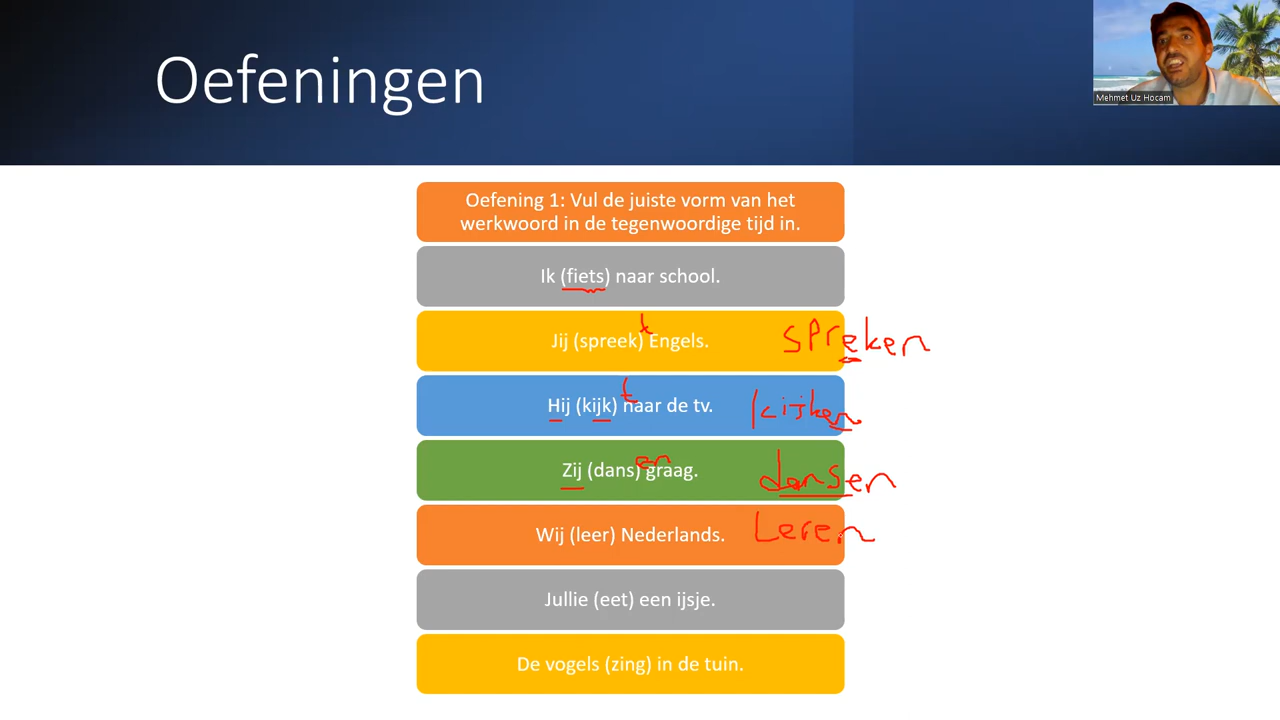 Oefeningen
Mehmet Uz Hocam
Oefening 1: Vul de juiste vorm van het
werkwoord in de tegenwoordige tijd in.
Ik (fiets) naar school.
Jij (spreek) t Engels. spreken
Hij (kijk) t naar de tv. kijken
Zij (dans) en graag. dansen
Wij (leer) Nederlands. Leren
Jullie (eet) een ijsje.
De vogels (zing) in de tuin.